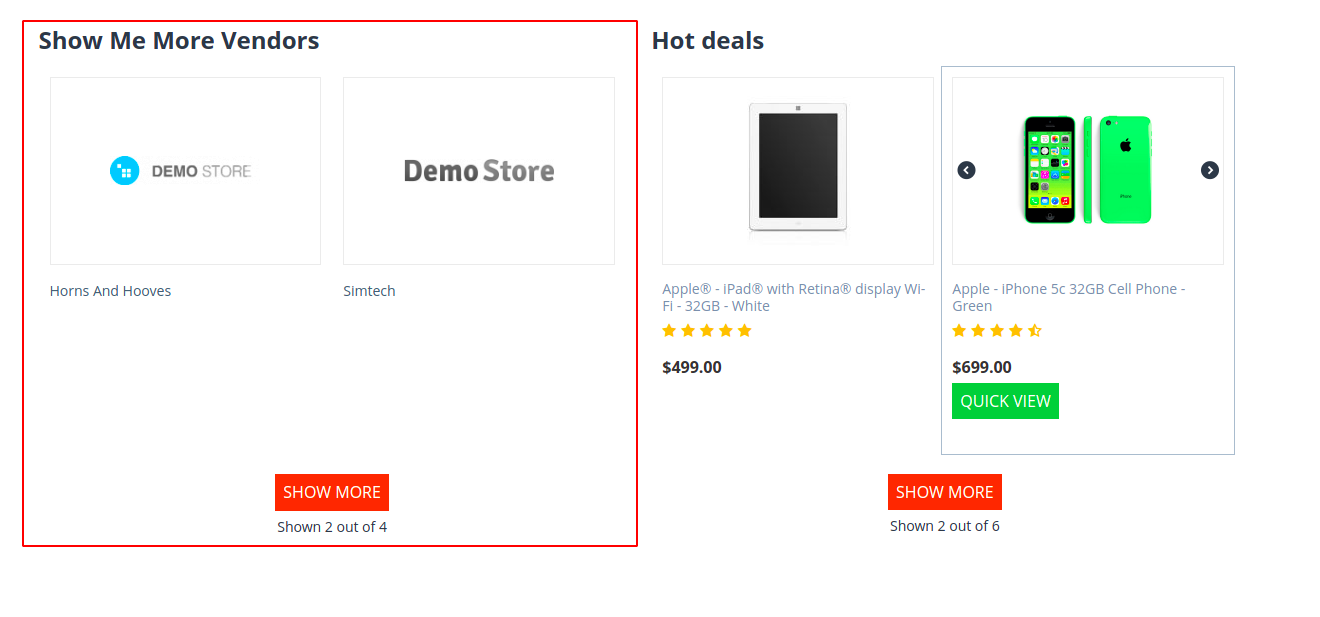 Show Me More Vendors
DEMO STORE
Demo Store
Horns And Hooves
Simtech
SHOW MORE
Shown 2 out of 4
Hot deals
Apple® - iPad® with Retina® display Wi-
Fi - 32GB - White
$499.00
Apple - iPhone 5c 32GB Cell Phone -
Green
$699.00
QUICK VIEW
SHOW MORE
Shown 2 out of 6